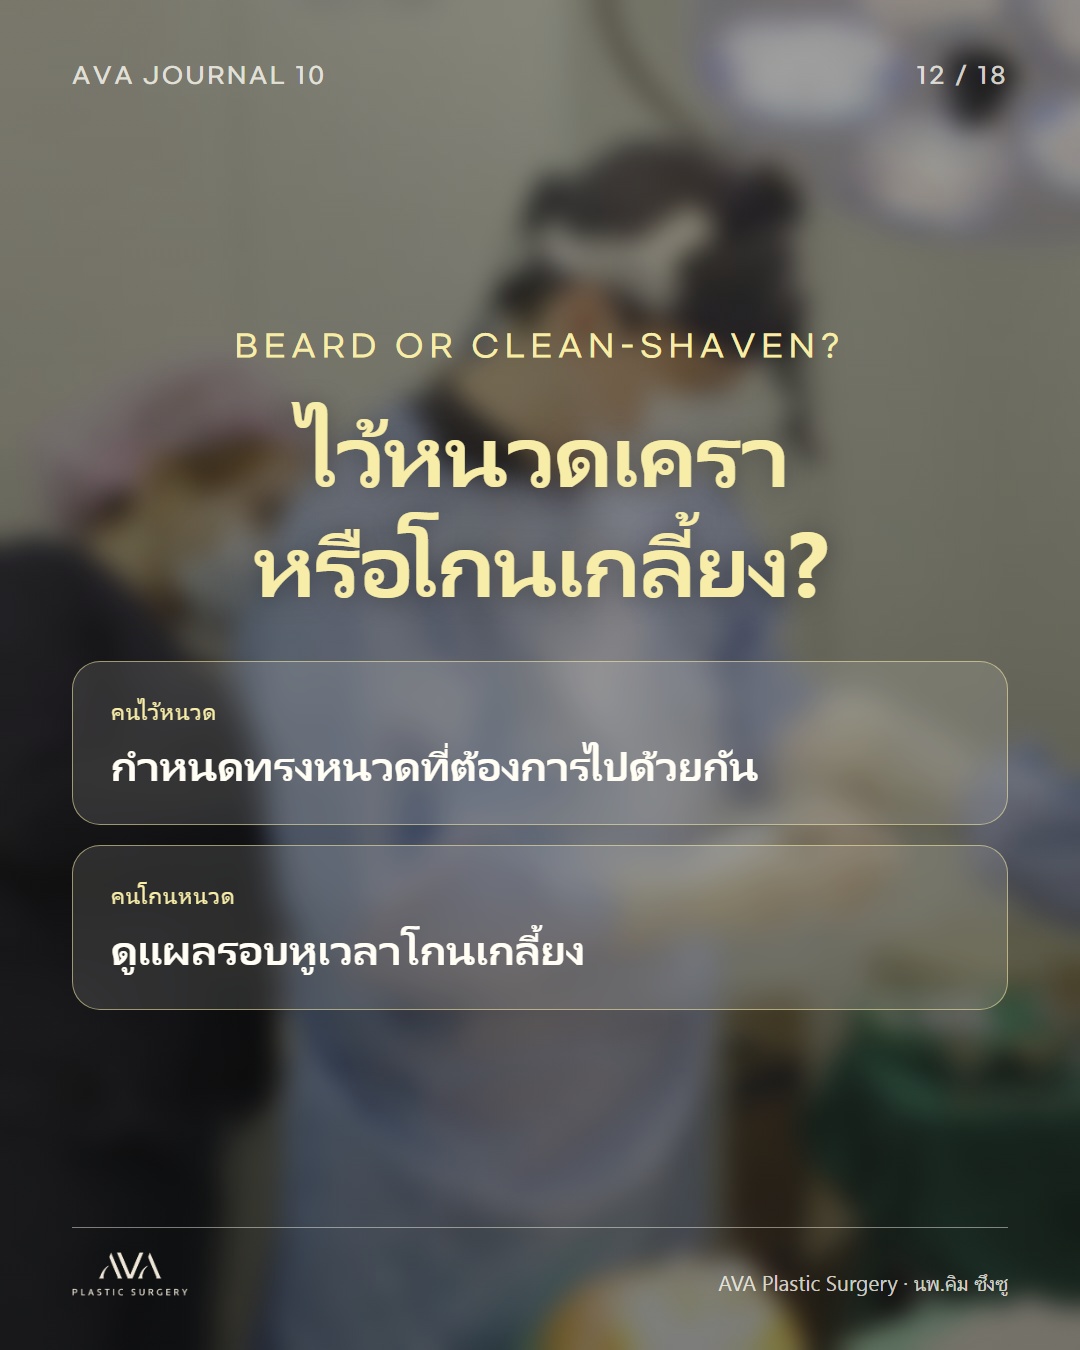 AVA JOURNAL 10
12 / 18
BEARD OR CLEAN-SHAVEN?
ไว้หนวดเครา
หรือโกนเกลี้ยง?
คนไว้หนวด
กำหนดทรงหนวดที่ต้องการไปด้วยกัน
คนโกนหนวด
ดูแผลรอบหูเวลาโกนเกลี้ยง
AVA
PLASTIC SURGERY
AVA Plastic Surgery · นพ.คิม ซึงซู